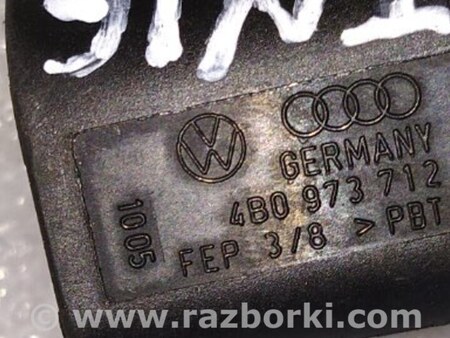 GERMANY
4B0 973 712
FEP 3/8 > PBT
1005
www.razborki.com